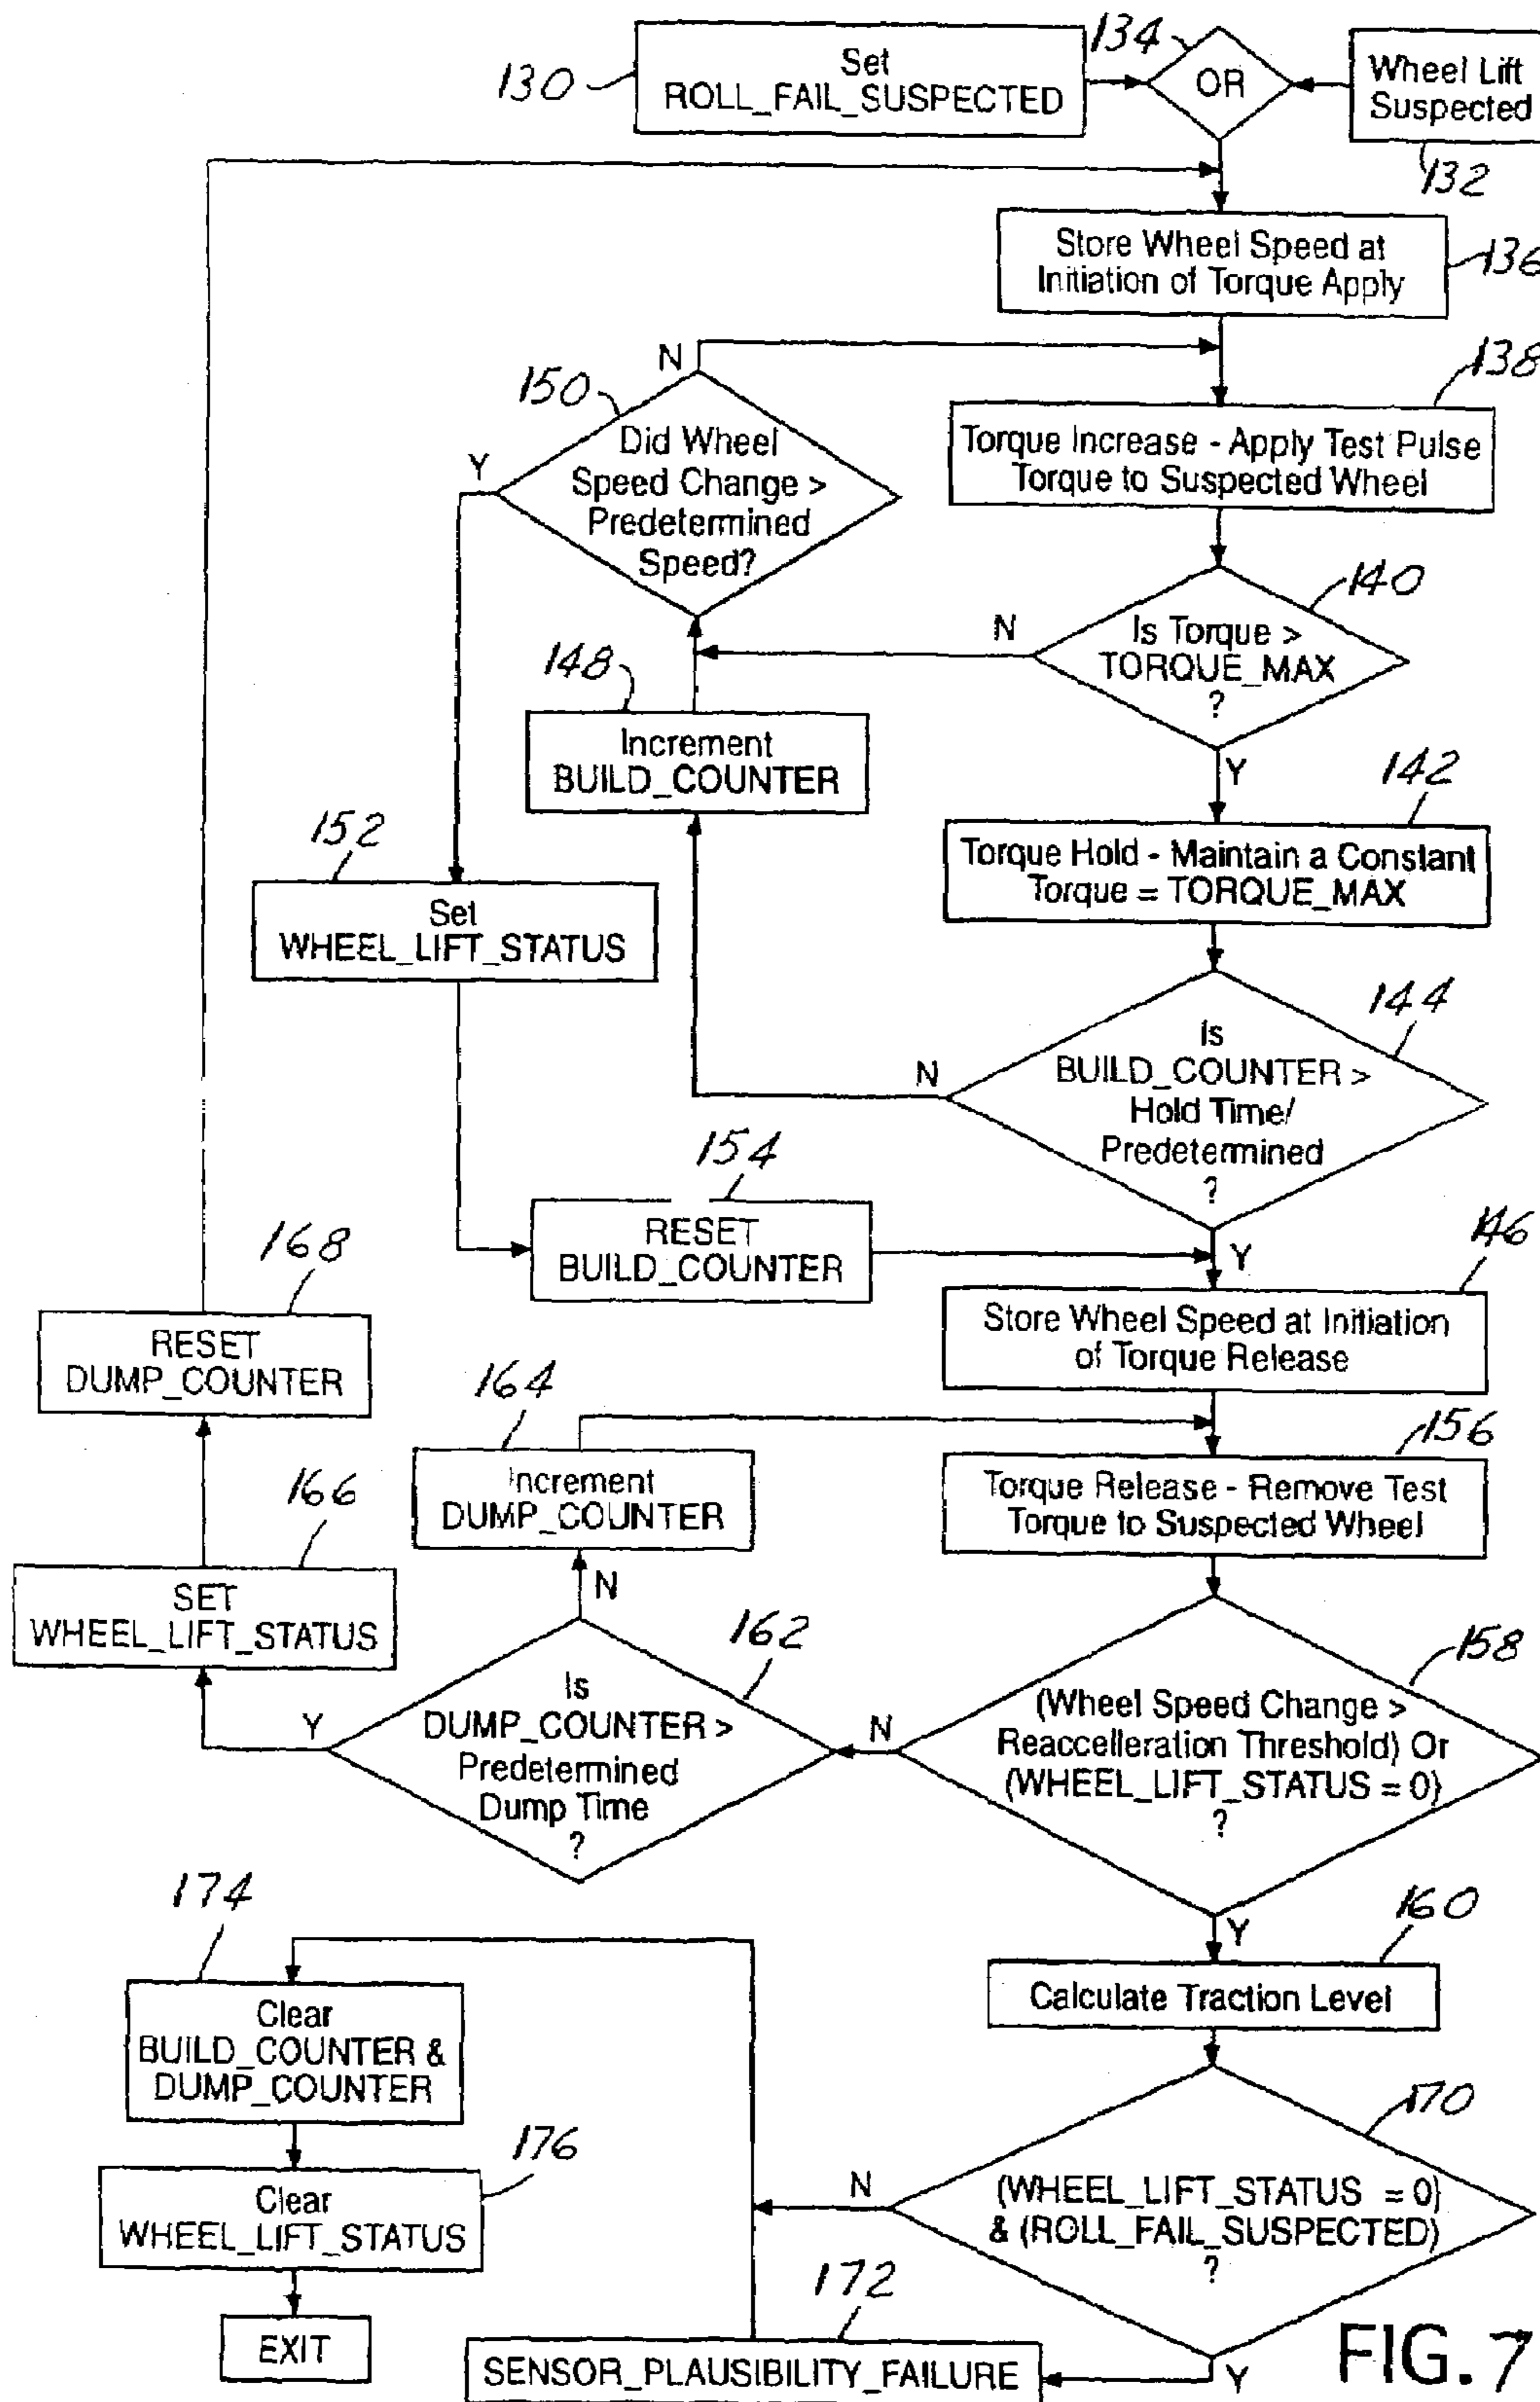 130
Set
ROLL_FAIL_SUSPECTED
134
OR
Wheel Lift
Suspected
132
Store Wheel Speed at
Initiation of Torque Apply
136
N
150
Did Wheel
Speed Change >
Predetermined
Speed?
Y
138
Torque Increase - Apply Test Pulse
Torque to Suspected Wheel
140
Is Torque >
TORQUE_MAX
?
N
Y
148
Increment
BUILD_COUNTER
142
Torque Hold - Maintain a Constant
Torque = TORQUE_MAX
152
Set
WHEEL_LIFT_STATUS
144
Is
BUILD_COUNTER >
Hold Time/
Predetermined
?
N
Y
154
RESET
BUILD_COUNTER
146
Store Wheel Speed at Initiation
of Torque Release
168
RESET
DUMP_COUNTER
164
Increment
DUMP_COUNTER
156
Torque Release - Remove Test
Torque to Suspected Wheel
166
SET
WHEEL_LIFT_STATUS
N
162
Is
DUMP_COUNTER >
Predetermined
Dump Time
?
Y
158
(Wheel Speed Change >
Reaccelleration Threshold) Or
(WHEEL_LIFT_STATUS = 0)
?
N
Y
160
Calculate Traction Level
174
Clear
BUILD_COUNTER &
DUMP_COUNTER
170
(WHEEL_LIFT_STATUS = 0)
& (ROLL_FAIL_SUSPECTED)
?
N
Y
176
Clear
WHEEL_LIFT_STATUS
EXIT
172
SENSOR_PLAUSIBILITY_FAILURE
FIG. 7